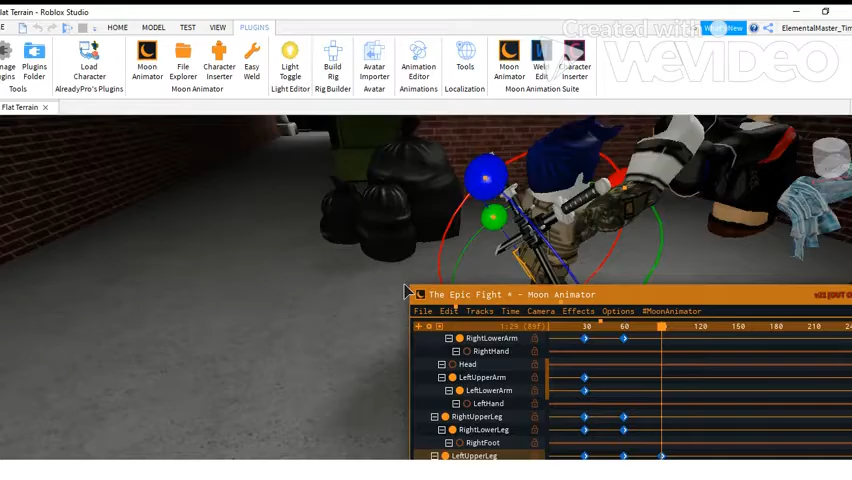 Flat Terrain - Roblox Studio
Created with
WeVideo
HOME MODEL TEST VIEW PLUGINS
What's New
ElementalMaster_Tim
Manage Plugins
Plugins Folder
Load Character
Moon Animator
File Explorer
Character Inserter
Easy Weld
Light Toggle
Build Rig
Avatar Importer
Animation Editor
Tools
Moon Animator
Character Inserter
Tools
AlreadyPro's Plugins
Moon Animator
Light Editor
Rig Builder
Avatar
Animations
Localization
Moon Animation Suite
Flat Terrain
The Epic Fight * - Moon Animator
File Edit Tracks Time Camera Effects Options #MoonAnimator
1:29 (89f) 30 60 120 150 180 210
RightLowerArm
RightHand
Head
LeftUpperArm
LeftLowerArm
LeftHand
RightUpperLeg
RightLowerLeg
RightFoot
LeftUpperLeg